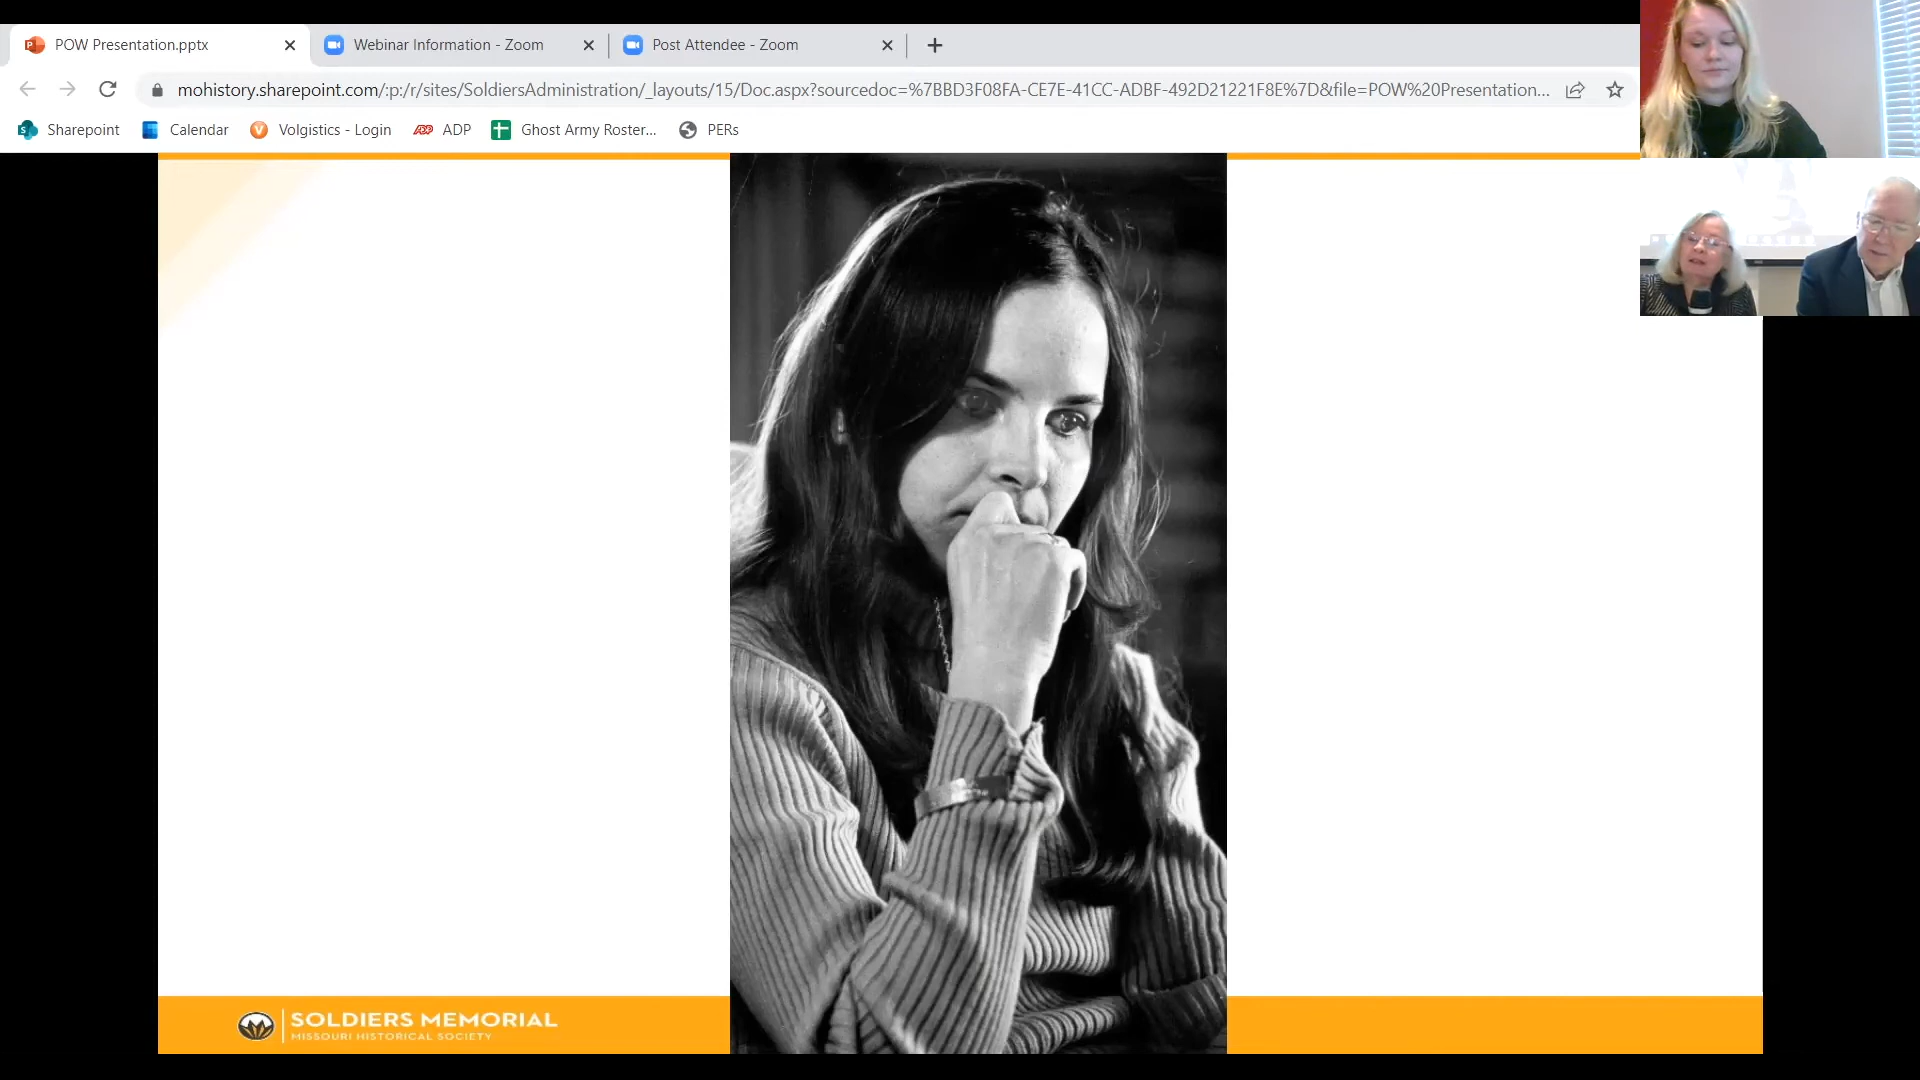 POW Presentation.pptx
Webinar Information - Zoom
Post Attendee - Zoom
mohistory.sharepoint.com/:p:/r/sites/SoldiersAdministration/_layouts/15/Doc.aspx?sourcedoc=%7BBD3F08FA-CE7E-41CC-ADBF-492D21221F8E%7D&file=POW%20Presentation...
Sharepoint
Calendar
Volgistics - Login
ADP
Ghost Army Roster...
PERs
SOLDIERS MEMORIAL
MISSOURI HISTORICAL SOCIETY